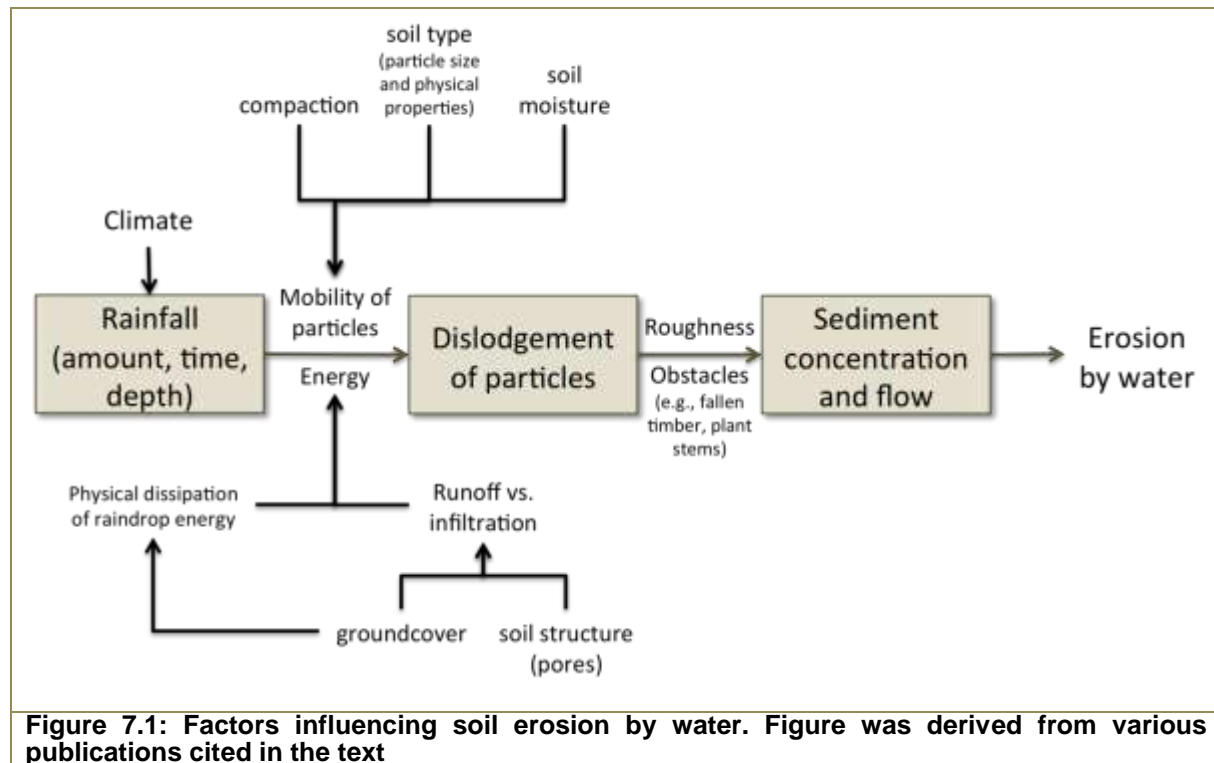 soil type
(particle size
and physical
properties)
compaction
soil
moisture
Climate
Rainfall
(amount, time,
depth)
Mobility of
particles
Energy
Dislodgement
of particles
Roughness
Obstacles
(e.g., fallen
timber, plant
stems)
Sediment
concentration
and flow
Erosion
by water
Physical dissipation
of raindrop energy
Runoff vs.
infiltration
groundcover
soil structure
(pores)
Figure 7.1: Factors influencing soil erosion by water. Figure was derived from various
publications cited in the text